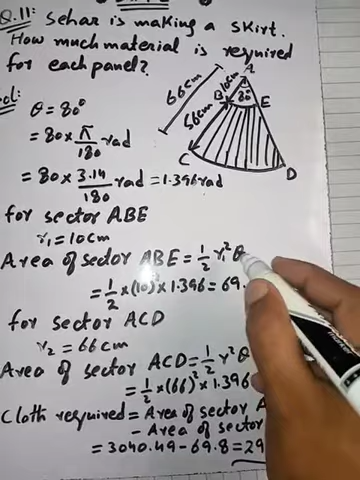 Q.11: Sehar is making a skirt.
How much material is required
for each panel?
A
10cm
66cm
B
80°
E
56cm
C
D
Sol:
θ = 80°
= 80 × π/180 rad
= 80 × 3.14/180 rad = 1.396 rad
for sector ABE
r₁ = 10cm
Area of sector ABE = 1/2 r₁² θ
= 1/2 × (10)² × 1.396 = 69.
for sector ACD
r₂ = 66cm
Area of sector ACD = 1/2 r² θ
= 1/2 × (66)² × 1.396
Cloth required = Area of sector A
- Area of sector
= 3040.49 - 69.8 = 29